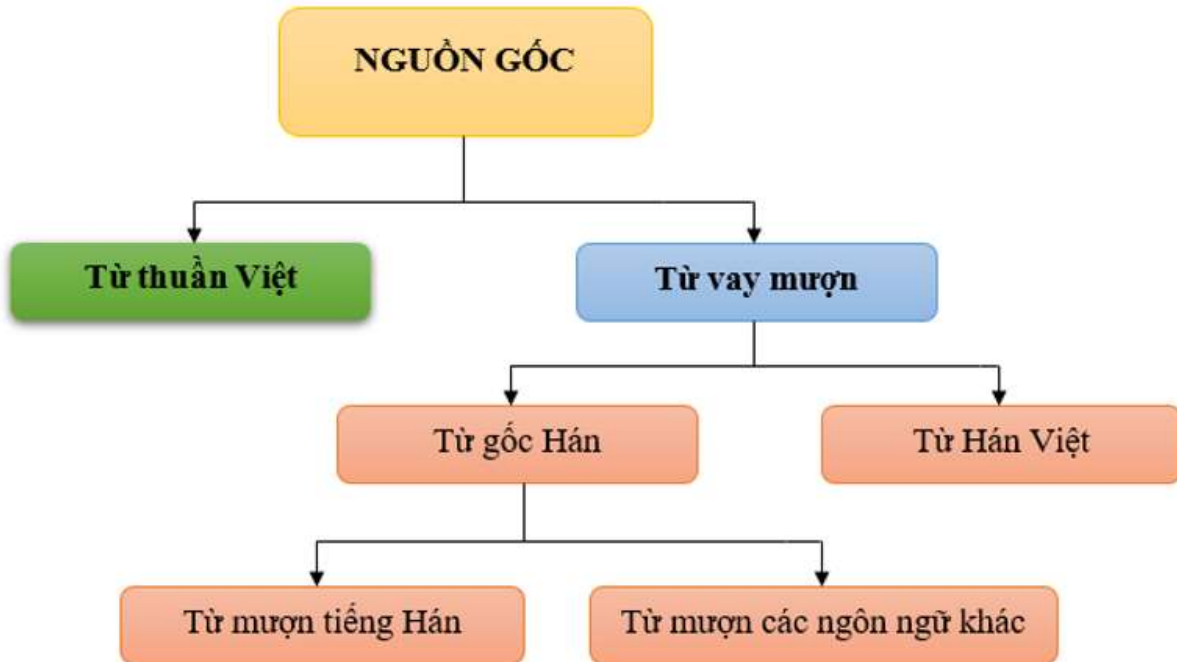 NGUỒN GỐC
Từ thuần Việt
Từ vay mượn
Từ gốc Hán
Từ Hán Việt
Từ mượn tiếng Hán
Từ mượn các ngôn ngữ khác